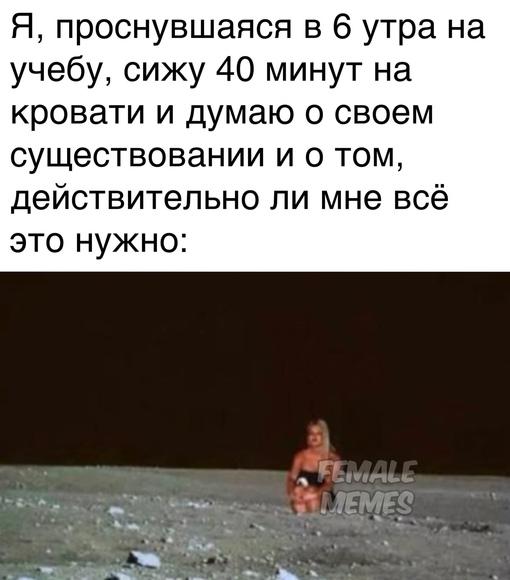 Я, проснувшаяся в 6 утра на
учебу, сижу 40 минут на
кровати и думаю о своем
существовании и о том,
действительно ли мне всё
это нужно:
FEMALE
MEMES